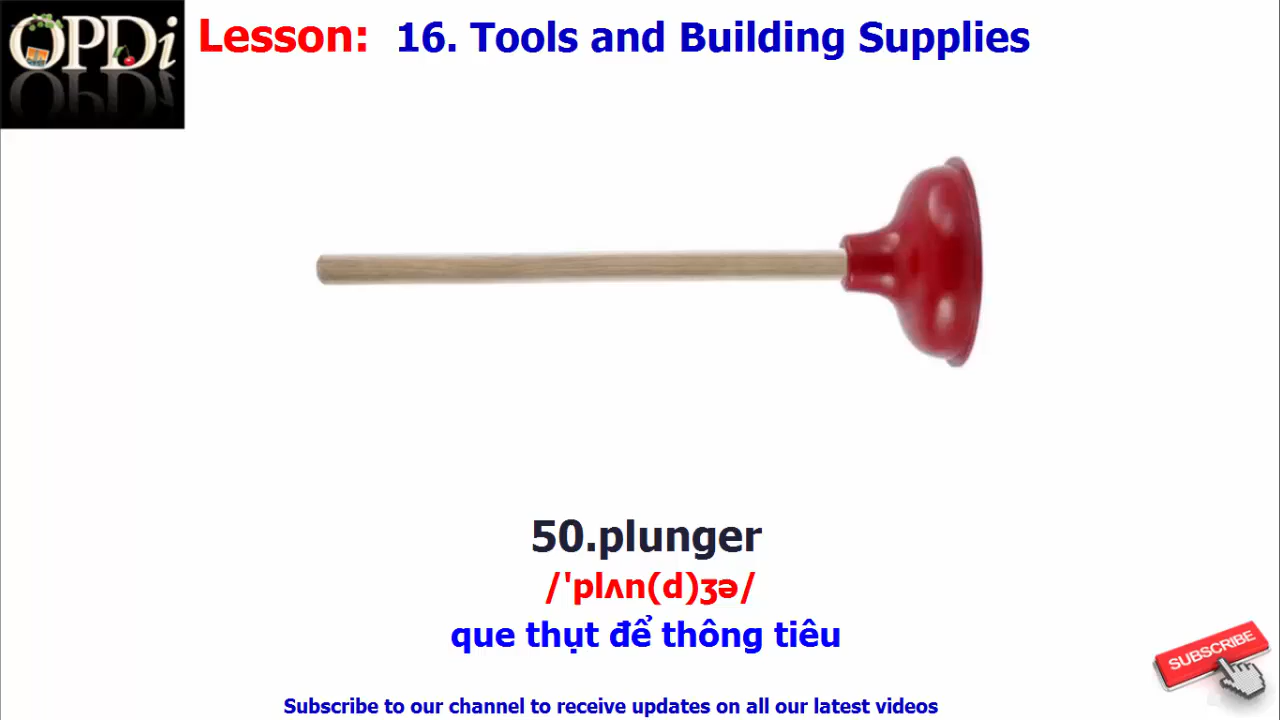 OPDi
Lesson: 16. Tools and Building Supplies
50.plunger
/ˈplʌn(d)ʒə/
que thụt để thông tiêu
SUBSCRIBE
Subscribe to our channel to receive updates on all our latest videos